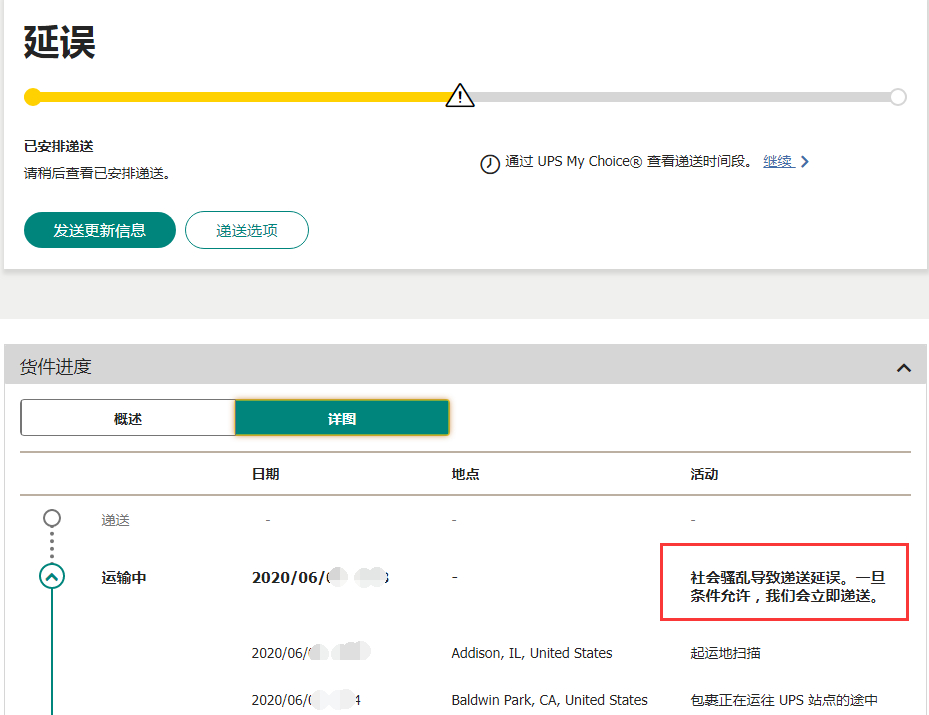 延误
已安排递送
请稍后查看已安排递送。
通过 UPS My Choice® 查看递送时间段。 继续
发送更新信息 递送选项
货件进度
概述 详图
日期 地点 活动
递送 - - -
运输中 2020/06/ - 社会骚乱导致递送延误。一旦
条件允许，我们会立即递送。
2020/06/ Addison, IL, United States 起运地扫描
2020/06/ Baldwin Park, CA, United States 包裹正在运往 UPS 站点的途中